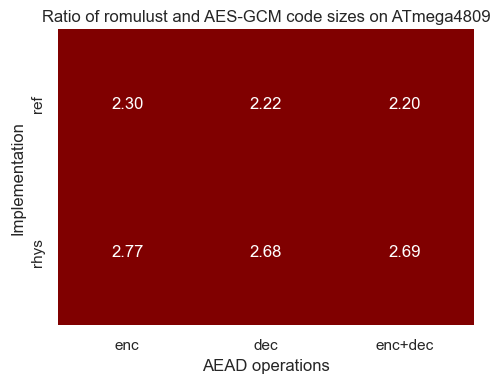 Ratio of romulust and AES-GCM code sizes on ATmega4809
Implementation
ref
2.30 2.22 2.20
rhys
2.77 2.68 2.69
enc dec enc+dec
AEAD operations